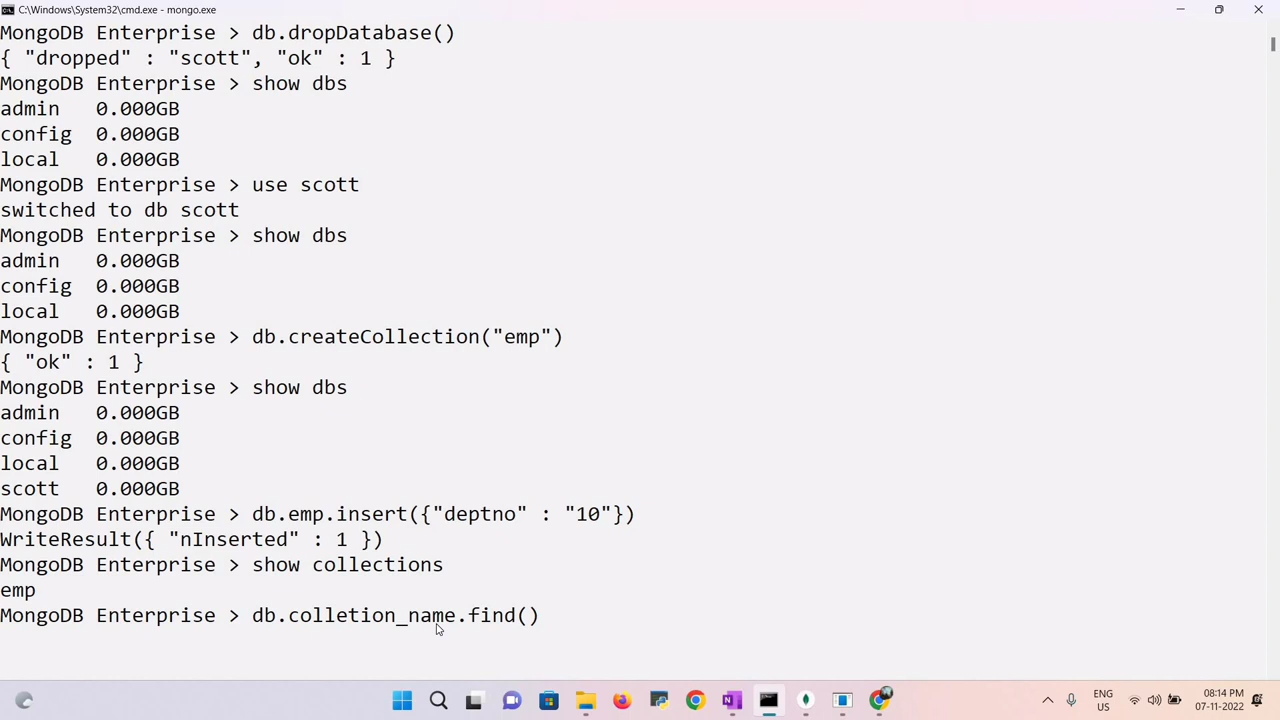 C:\Windows\System32\cmd.exe - mongo.exe
MongoDB Enterprise > db.dropDatabase()
{ "dropped" : "scott", "ok" : 1 }
MongoDB Enterprise > show dbs
admin   0.000GB
config  0.000GB
local   0.000GB
MongoDB Enterprise > use scott
switched to db scott
MongoDB Enterprise > show dbs
admin   0.000GB
config  0.000GB
local   0.000GB
MongoDB Enterprise > db.createCollection("emp")
{ "ok" : 1 }
MongoDB Enterprise > show dbs
admin   0.000GB
config  0.000GB
local   0.000GB
scott   0.000GB
MongoDB Enterprise > db.emp.insert({"deptno" : "10"})
WriteResult({ "nInserted" : 1 })
MongoDB Enterprise > show collections
emp
MongoDB Enterprise > db.colletion_name.find()
ENG
US
08:14 PM
07-11-2022